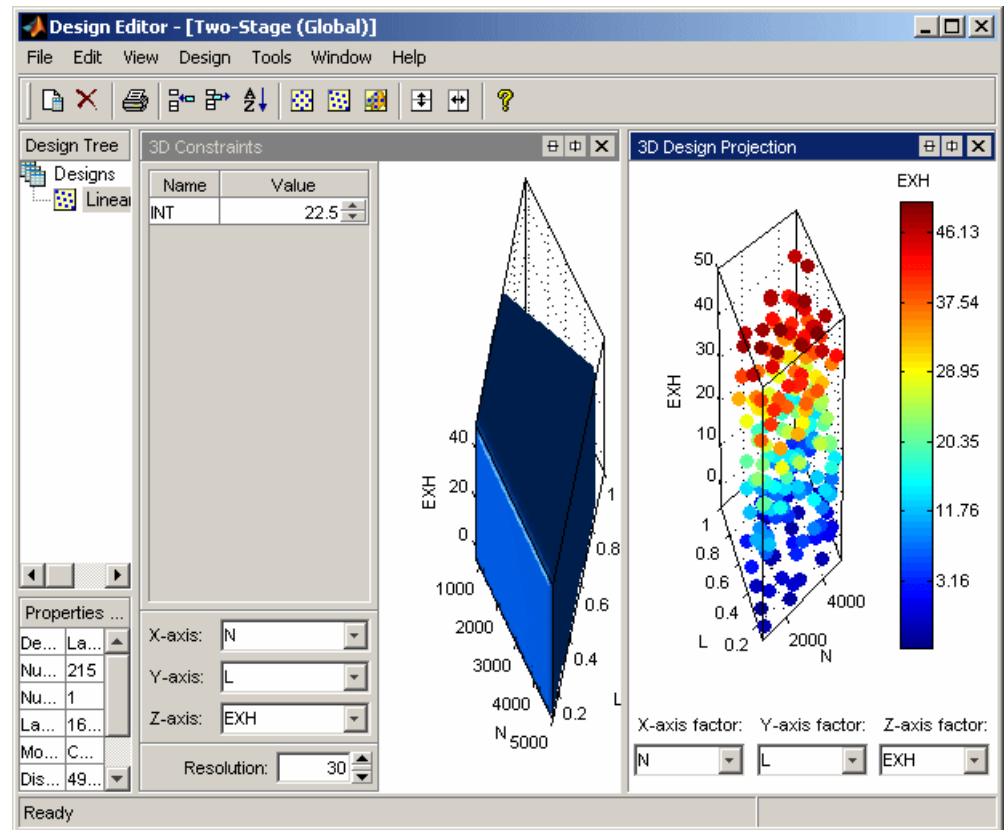 Design Editor - [Two-Stage (Global)]
File Edit View Design Tools Window Help
Design Tree
Designs
Linear
3D Constraints
Name Value
INT 22.5
EXH
40
20
0
1000
2000
3000
4000
5000
N
1
0.8
0.6
0.4
0.2
L
X-axis: N
Y-axis: L
Z-axis: EXH
Resolution: 30
3D Design Projection
EXH
46.13
37.54
28.95
20.35
11.76
3.16
EXH
50
40
30
20
10
0
1
0.8
0.6
0.4
0.2
L
2000
4000
N
X-axis factor: Y-axis factor: Z-axis factor:
N L EXH
Properties ...
De... La...
Nu... 215
Nu... 1
La... 16...
Mo... C...
Dis... 49...
Ready